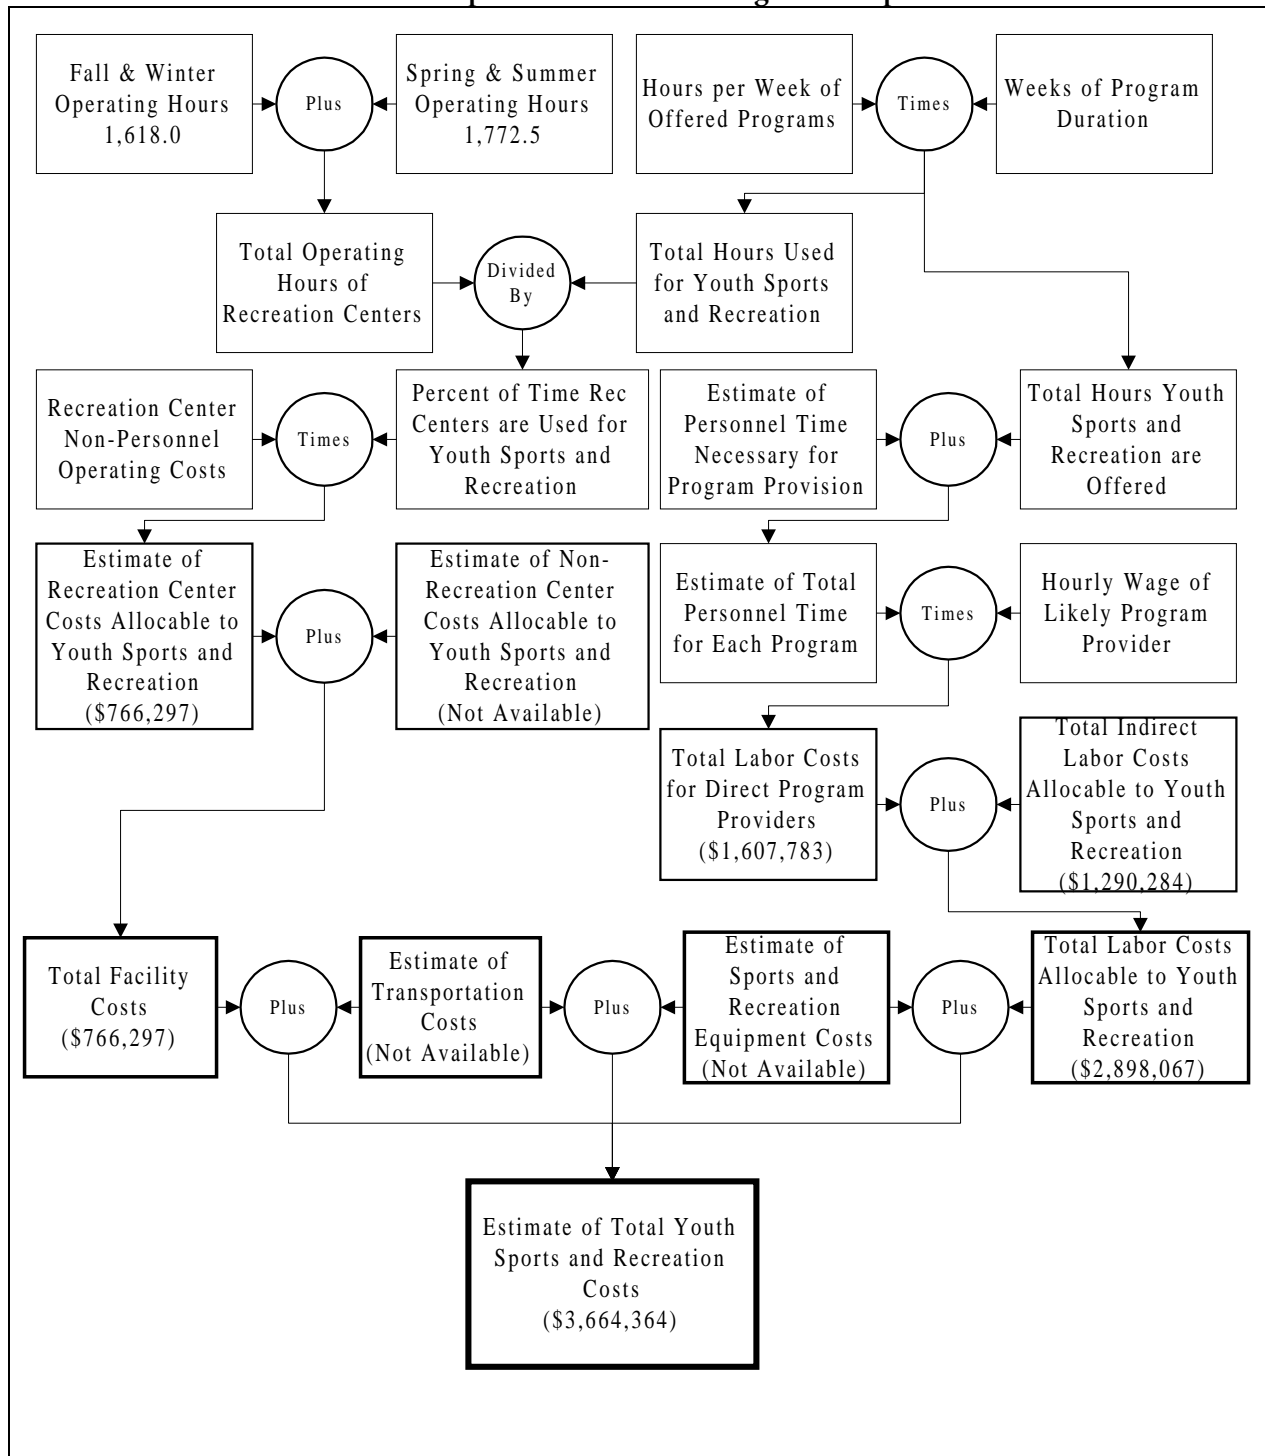 Fall & Winter
Operating Hours
1,618.0
Plus
Spring & Summer
Operating Hours
1,772.5
Hours per Week of
Offered Programs
Times
Weeks of Program
Duration
Total Operating
Hours of
Recreation Centers
Divided
By
Total Hours Used
for Youth Sports
and Recreation
Recreation Center
Non-Personnel
Operating Costs
Times
Percent of Time Rec
Centers are Used for
Youth Sports and
Recreation
Estimate of
Personnel Time
Necessary for
Program Provision
Plus
Total Hours Youth
Sports and
Recreation are
Offered
Estimate of
Recreation Center
Costs Allocable to
Youth Sports and
Recreation
($766,297)
Plus
Estimate of Non-
Recreation Center
Costs Allocable to
Youth Sports and
Recreation
(Not Available)
Estimate of Total
Personnel Time
for Each Program
Times
Hourly Wage of
Likely Program
Provider
Total Labor Costs
for Direct Program
Providers
($1,607,783)
Plus
Total Indirect
Labor Costs
Allocable to Youth
Sports and
Recreation
($1,290,284)
Total Facility
Costs
($766,297)
Plus
Estimate of
Transportation
Costs
(Not Available)
Plus
Estimate of
Sports and
Recreation
Equipment Costs
(Not Available)
Plus
Total Labor Costs
Allocable to Youth
Sports and
Recreation
($2,898,067)
Estimate of Total Youth
Sports and Recreation
Costs
($3,664,364)